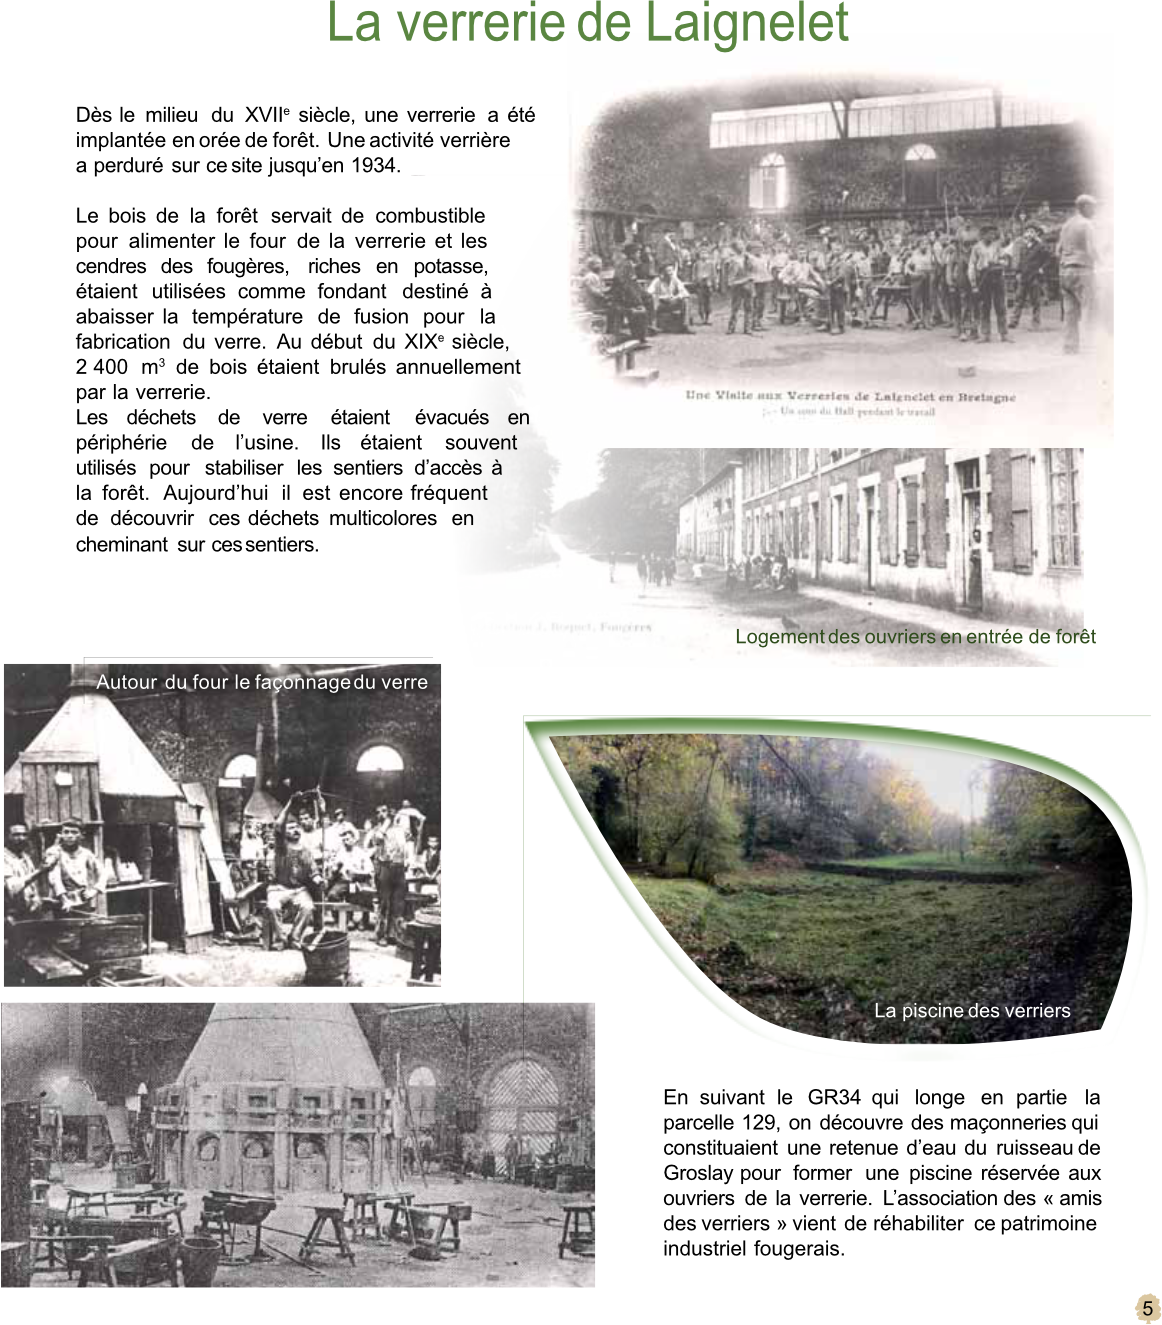 La verrerie de Laignelet
Dès le milieu du XVIIe siècle, une verrerie a été
implantée en orée de forêt. Une activité verrière
a perduré sur ce site jusqu’en 1934.
Le bois de la forêt servait de combustible
pour alimenter le four de la verrerie et les
cendres des fougères, riches en potasse,
étaient utilisées comme fondant destiné à
abaisser la température de fusion pour la
fabrication du verre. Au début du XIXe siècle,
2 400 m3 de bois étaient brulés annuellement
par la verrerie.
Les déchets de verre étaient évacués en
périphérie de l’usine. Ils étaient souvent
utilisés pour stabiliser les sentiers d’accès à
la forêt. Aujourd’hui il est encore fréquent
de découvrir ces déchets multicolores en
cheminant sur ces sentiers.
Une Visite aux Verreries de Laignelet en Bretagne
Un coin du Hall pendant le travail
J. Boquet, Fougères
Logement des ouvriers en entrée de forêt
Autour du four le façonnage du verre
La piscine des verriers
En suivant le GR34 qui longe en partie la
parcelle 129, on découvre des maçonneries qui
constituaient une retenue d’eau du ruisseau de
Groslay pour former une piscine réservée aux
ouvriers de la verrerie. L’association des « amis
des verriers » vient de réhabiliter ce patrimoine
industriel fougerais.
5